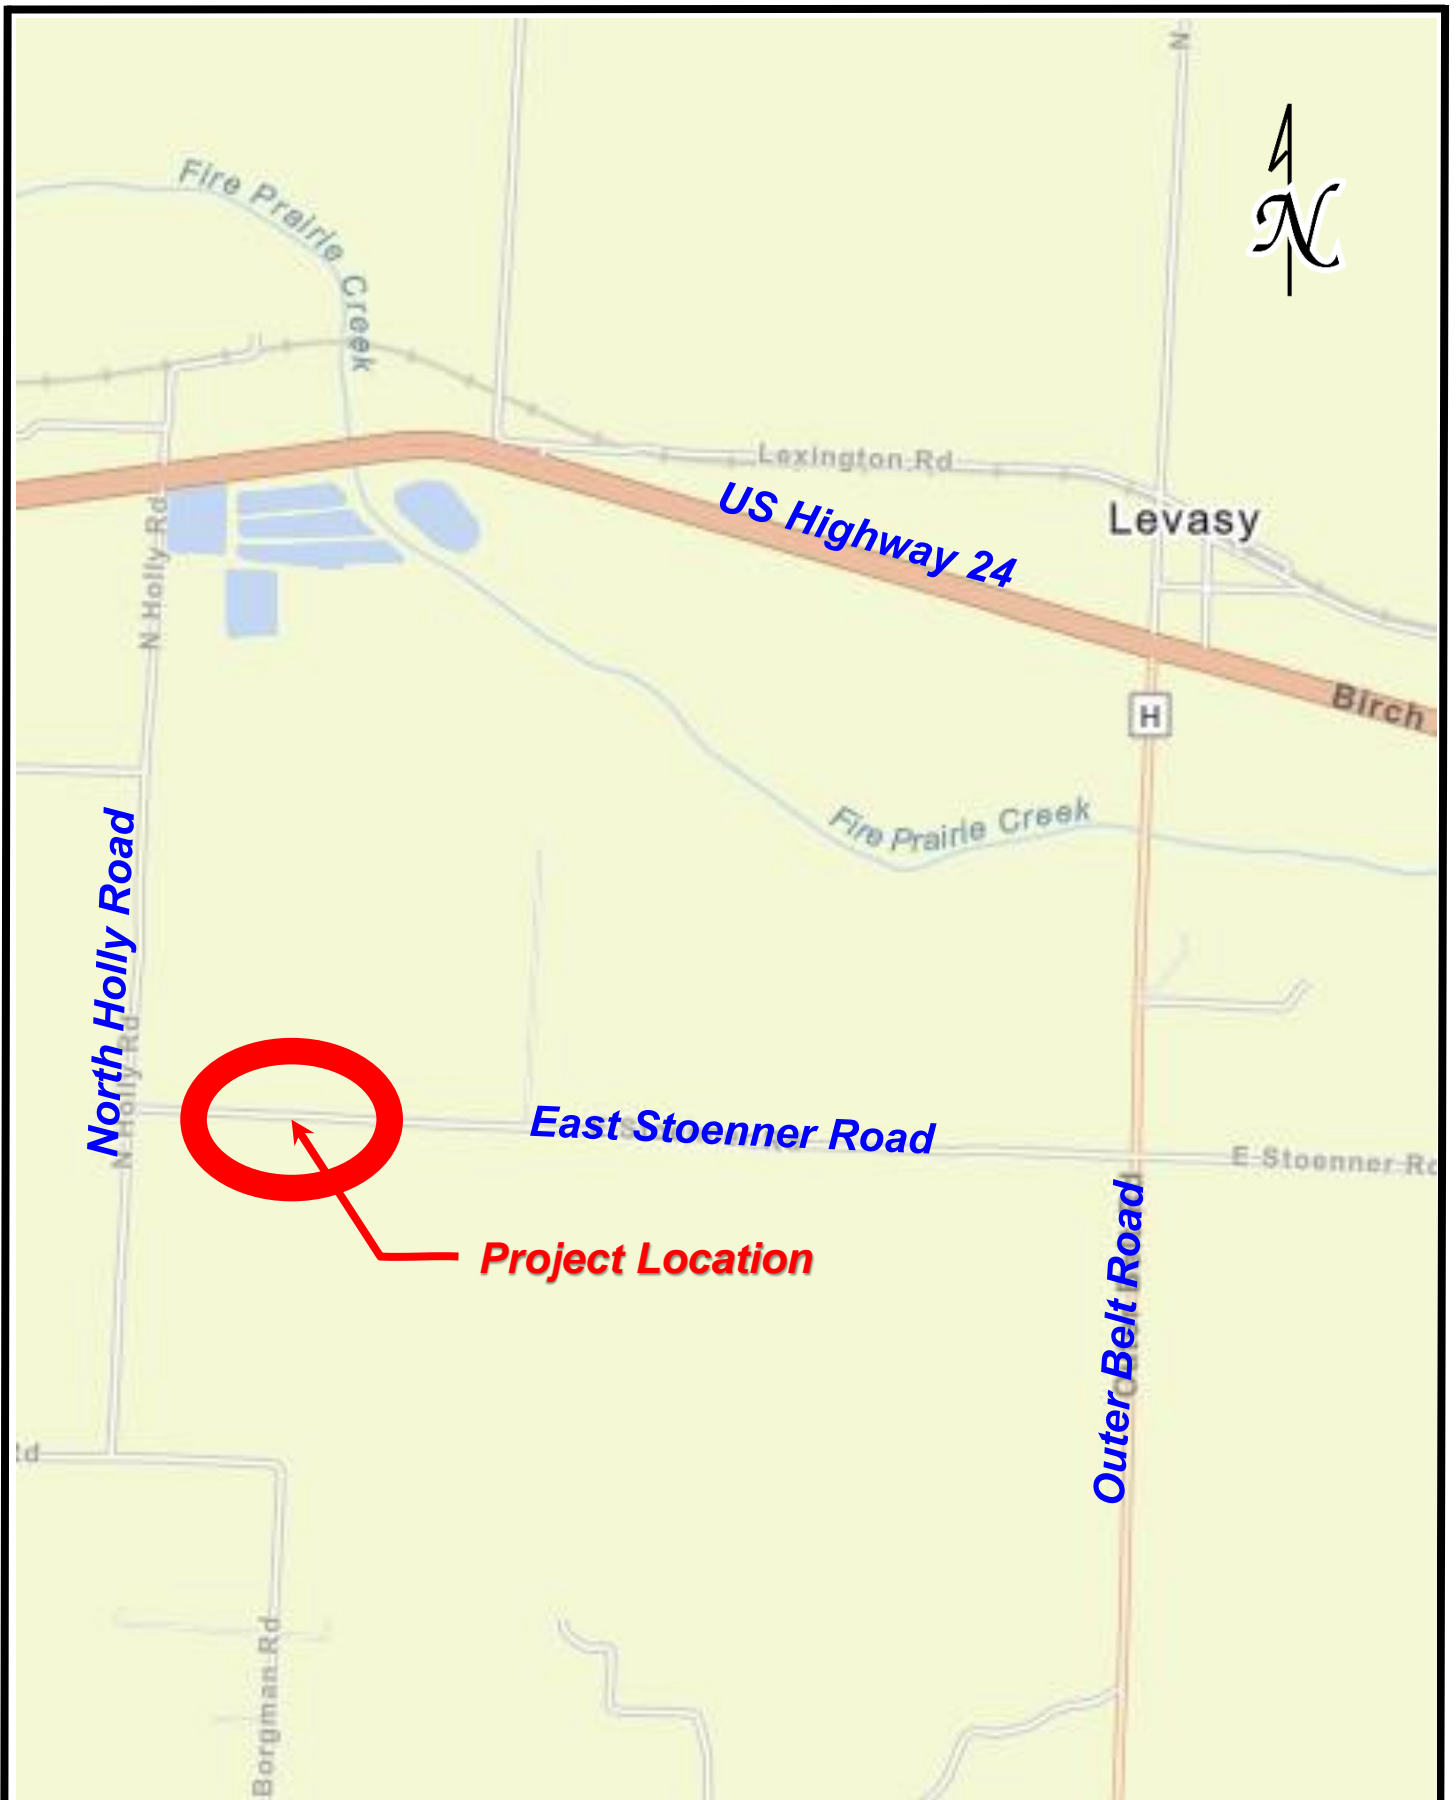 N
N
Fire Prairie Creek
Lexington Rd
US Highway 24
Levasy
N Holly Rd
Birch
H
Fire Prairie Creek
North Holly Road
N Holly Rd
East Stoenner Road
E Stoenner Rd
Project Location
Outer Belt Road
Rd
Borgman Rd